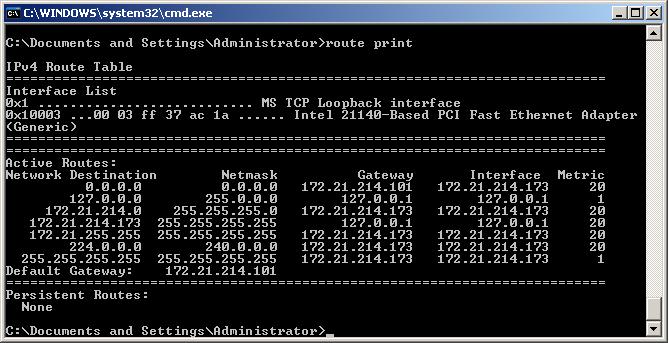 C:\WINDOWS\system32\cmd.exe
C:\Documents and Settings\Administrator>route print
IPv4 Route Table
===========================================================================
Interface List
0x1 ........................... MS TCP Loopback interface
0x10003 ...00 03 ff 37 ac 1a ...... Intel 21140-Based PCI Fast Ethernet Adapter
(Generic)
===========================================================================
===========================================================================
Active Routes:
Network Destination        Netmask          Gateway       Interface  Metric
          0.0.0.0          0.0.0.0   172.21.214.101  172.21.214.173     20
        127.0.0.0        255.0.0.0        127.0.0.1       127.0.0.1      1
     172.21.214.0    255.255.255.0   172.21.214.173  172.21.214.173     20
   172.21.214.173  255.255.255.255        127.0.0.1       127.0.0.1     20
   172.21.255.255  255.255.255.255   172.21.214.173  172.21.214.173     20
        224.0.0.0        240.0.0.0   172.21.214.173  172.21.214.173     20
  255.255.255.255  255.255.255.255   172.21.214.173  172.21.214.173      1
Default Gateway:    172.21.214.101
===========================================================================
Persistent Routes:
  None
C:\Documents and Settings\Administrator>_